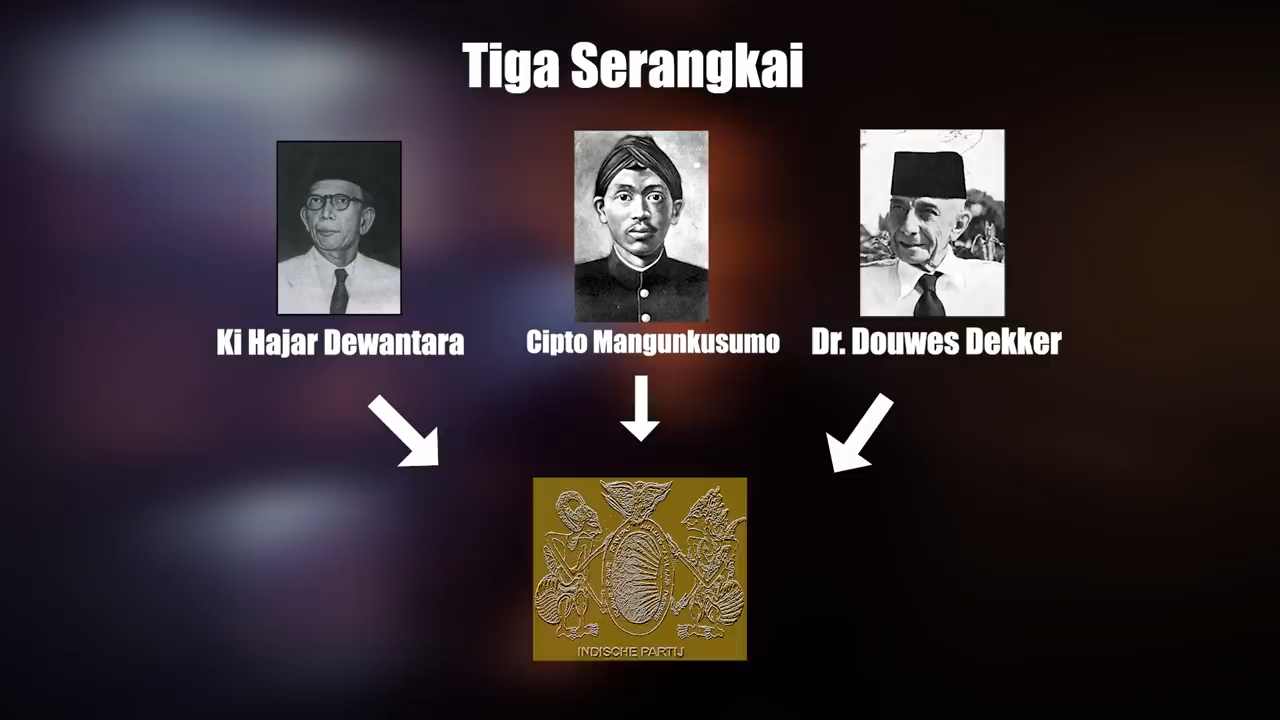 Tiga Serangkai
Ki Hajar Dewantara
Cipto Mangunkusumo
Dr. Douwes Dekker
INDISCHE PARTIJ